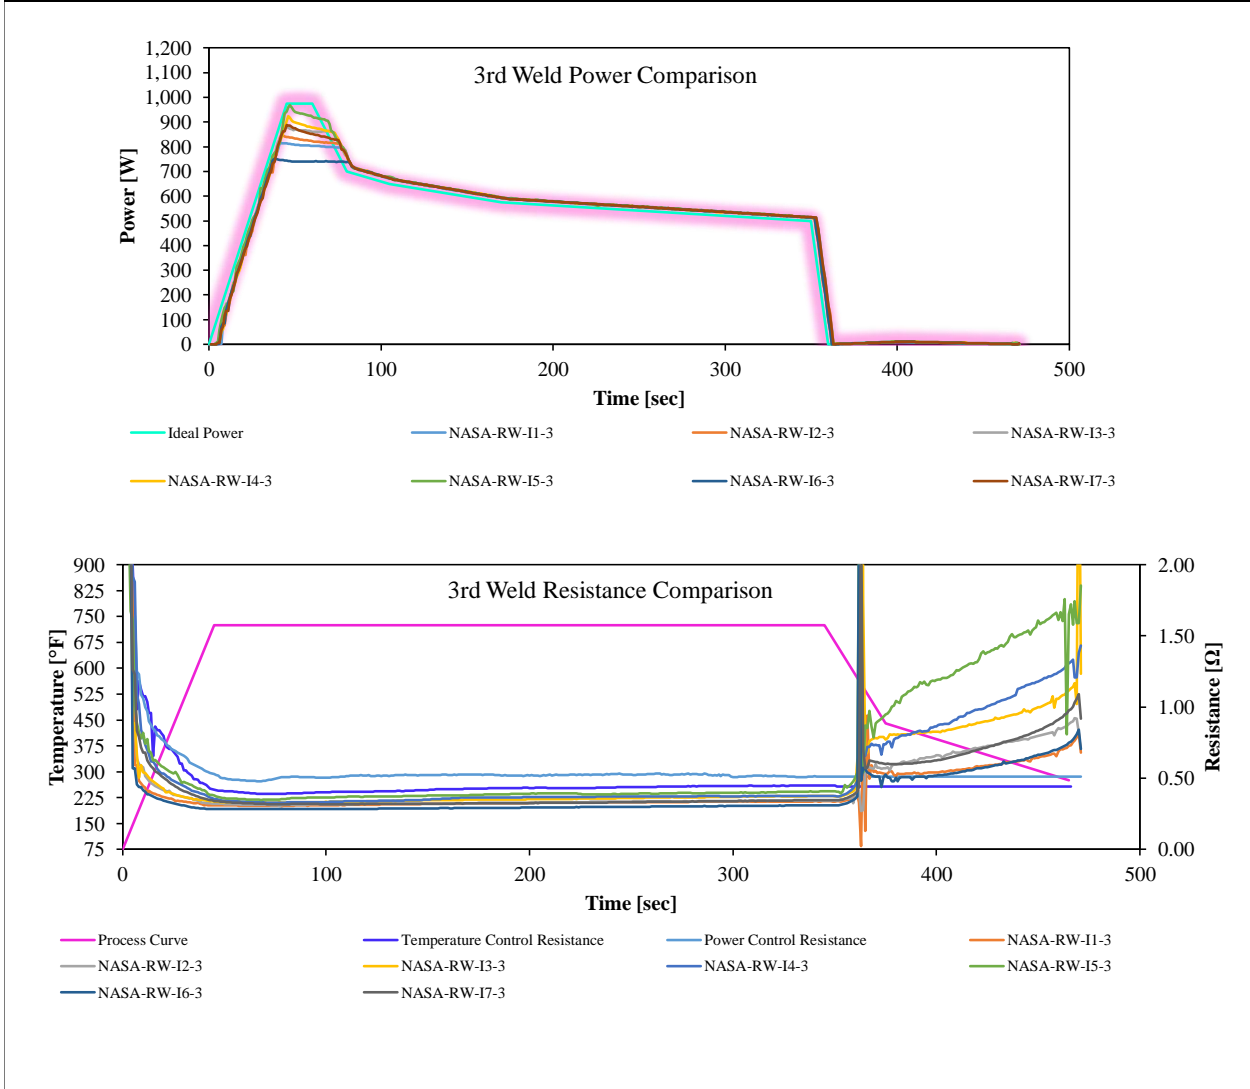 3rd Weld Power Comparison
1,200
1,100
1,000
900
800
700
600
500
400
300
200
100
0
Power [W]
0 100 200 300 400 500
Time [sec]
Ideal Power NASA-RW-I1-3 NASA-RW-I2-3 NASA-RW-I3-3
NASA-RW-I4-3 NASA-RW-I5-3 NASA-RW-I6-3 NASA-RW-I7-3
3rd Weld Resistance Comparison
900
825
750
675
600
525
450
375
300
225
150
75
Temperature [°F]
2.00
1.50
1.00
0.50
0.00
Resistance [Ω]
0 100 200 300 400 500
Time [sec]
Process Curve Temperature Control Resistance Power Control Resistance NASA-RW-I1-3
NASA-RW-I2-3 NASA-RW-I3-3 NASA-RW-I4-3 NASA-RW-I5-3
NASA-RW-I6-3 NASA-RW-I7-3